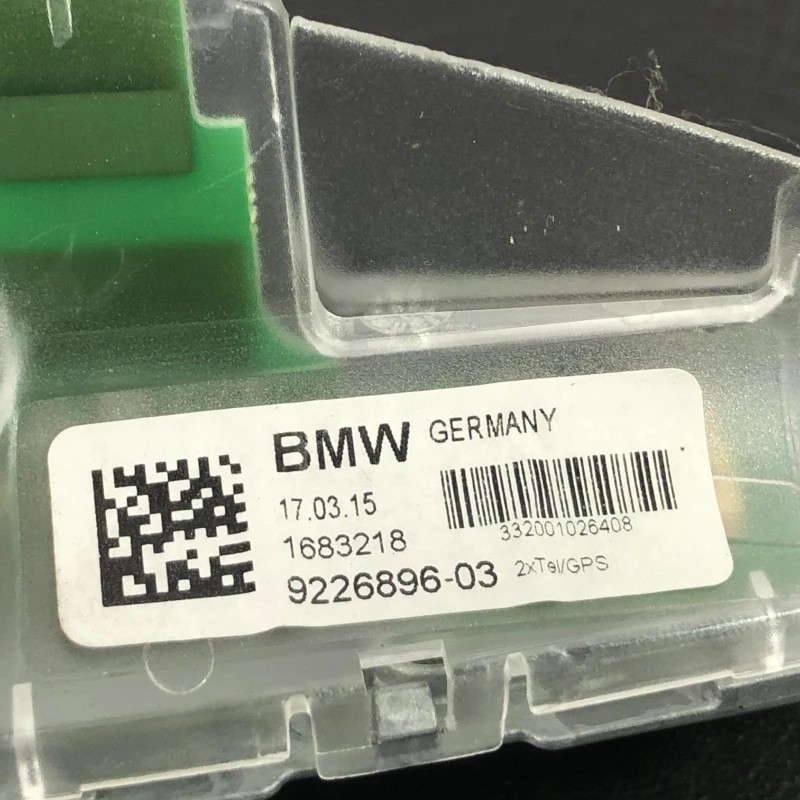 BMW GERMANY
17.03.15
332001026408
1683218
9226896-03 2xTel/GPS